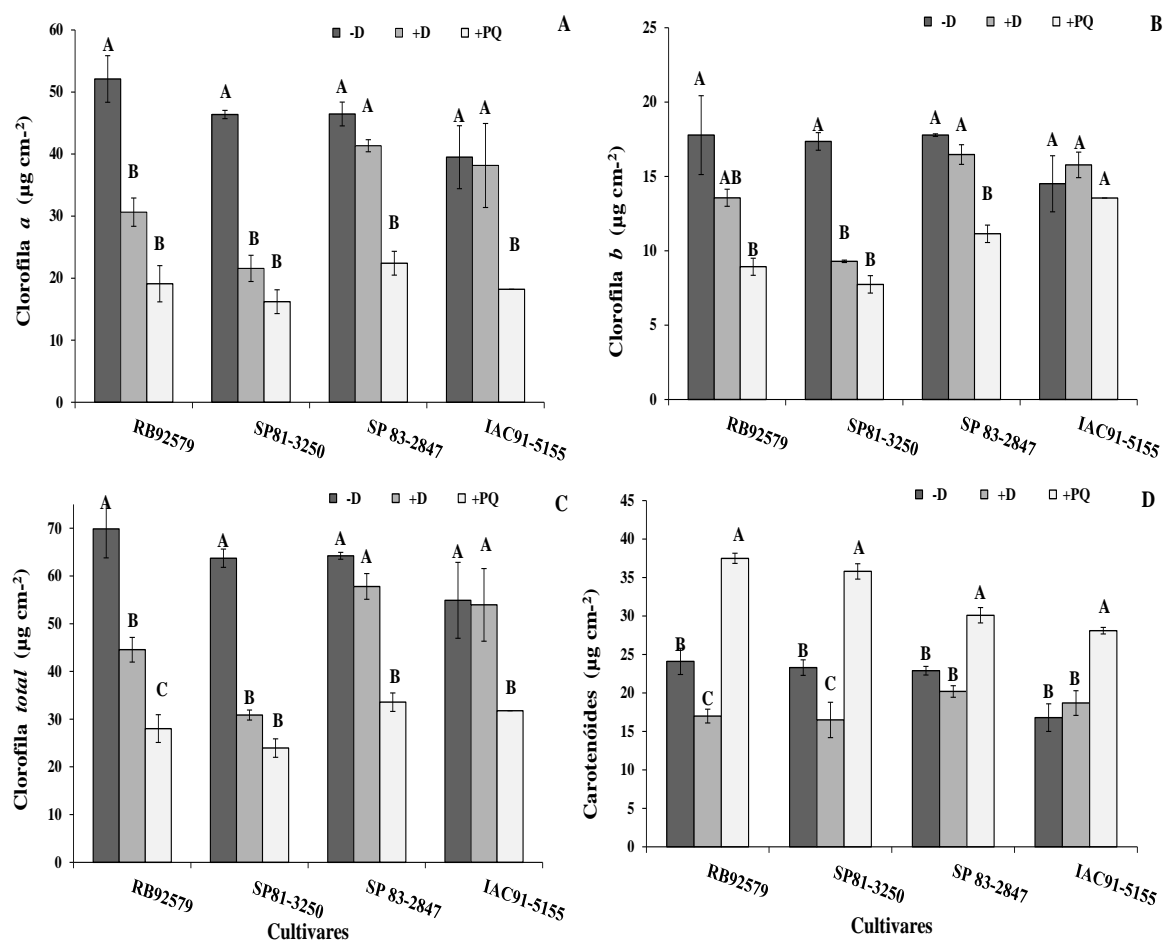 A
-D +D +PQ
60
50
40
30
20
10
0
Clorofila a (µg cm-²)
A B B
A B B
A A B
A A B
RB92579 SP81-3250 SP 83-2847 IAC91-5155
B
-D +D +PQ
25
20
15
10
5
0
Clorofila b (µg cm-²)
A AB B
A B B
A A B
A A A
RB92579 SP81-3250 SP 83-2847 IAC91-5155
C
-D +D +PQ
70
60
50
40
30
20
10
0
Clorofila total (µg cm-²)
A B C
A B B
A A B
A A B
RB92579 SP81-3250 SP 83-2847 IAC91-5155
Cultivares
D
-D +D +PQ
45
40
35
30
25
20
15
10
5
0
Carotenóides (µg cm-²)
B C A
B C A
B B A
B B A
RB92579 SP81-3250 SP 83-2847 IAC91-5155
Cultivares